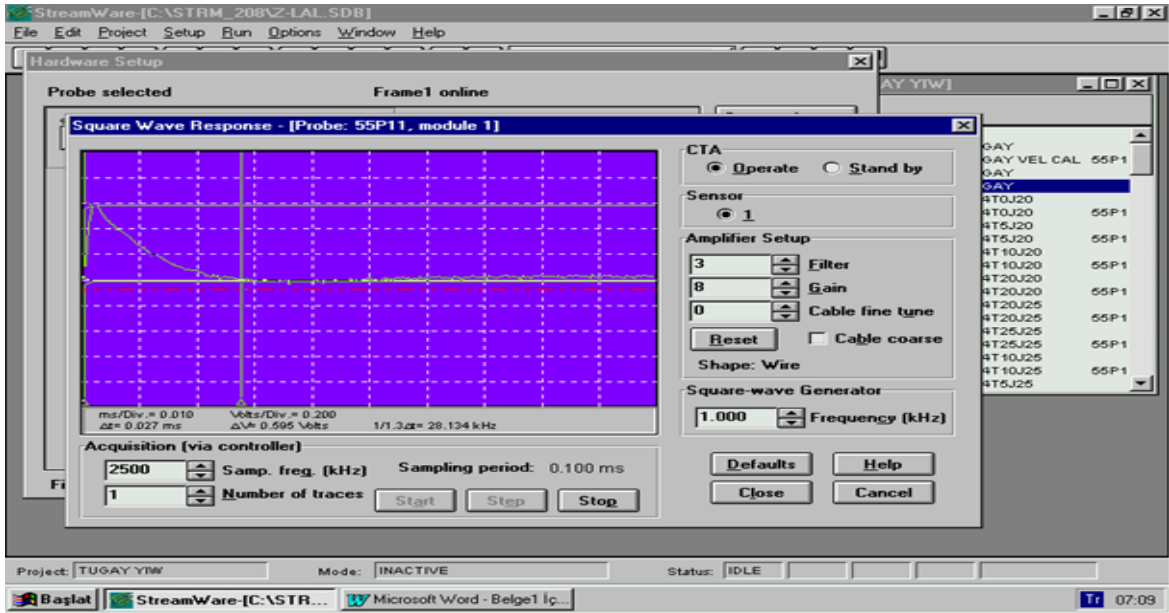 StreamWare-[C:\STRM_208\Z-LAL.SDB]
File Edit Project Setup Run Options Window Help
Hardware Setup
Probe selected Frame1 online
AY YIW]
Square Wave Response - [Probe: 55P11, module 1]
CTA
Operate Stand by
Sensor
1
Amplifier Setup
3 Filter
8 Gain
0 Cable fine tune
Reset Cable coarse
Shape: Wire
Square-wave Generator
1.000 Frequency (kHz)
ms/Div.= 0.010 Volts/Div.= 0.200
Δt= 0.027 ms ΔV= 0.595 Volts 1/1.3Δt= 28.134 kHz
Acquisition (via controller)
2500 Samp. freq. (kHz) Sampling period: 0.100 ms
1 Number of traces Start Step Stop
Defaults Help
Close Cancel
Fi
GAY
GAY VEL CAL 55P1
GAY
GAY
4T0J20
4T0J20 55P1
4T5J20
4T5J20 55P1
4T10J20
4T10J20 55P1
4T20J20
4T20J20 55P1
4T20J25
4T20J25 55P1
4T25J25
4T25J25 55P1
4T10J25
4T10J25 55P1
4T5J25
Project: TUGAY YIW Mode: INACTIVE Status: IDLE
Başlat StreamWare-[C:\STR... Microsoft Word - Belge1 İç... Tr 07:09